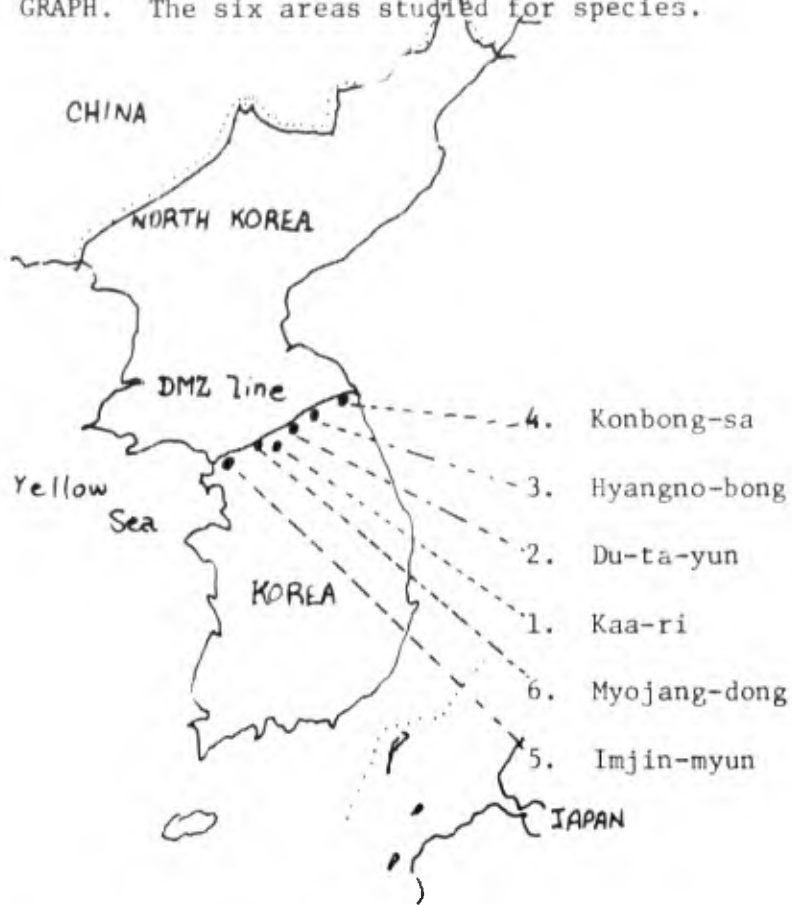 GRAPH. The six areas studied for species.
CHINA
NORTH KOREA
DMZ line
4. Konbong-sa
Yellow
Sea
3. Hyangno-bong
2. Du-ta-yun
KOREA
1. Kaa-ri
6. Myojang-dong
5. Imjin-myun
JAPAN